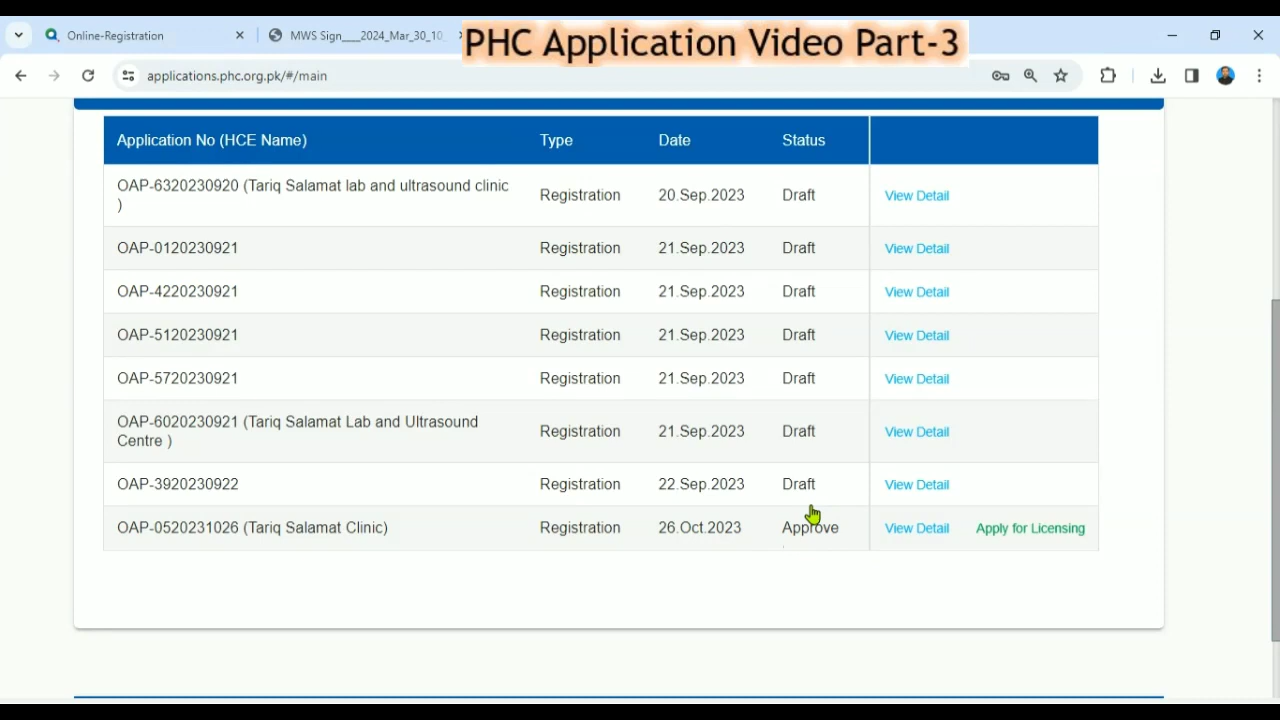 Online-Registration
MWS Sign___2024_Mar_30_10_
PHC Application Video Part-3
applications.phc.org.pk/#/main
Application No (HCE Name) Type Date Status
OAP-6320230920 (Tariq Salamat lab and ultrasound clinic
) Registration 20.Sep.2023 Draft View Detail
OAP-0120230921 Registration 21.Sep.2023 Draft View Detail
OAP-4220230921 Registration 21.Sep.2023 Draft View Detail
OAP-5120230921 Registration 21.Sep.2023 Draft View Detail
OAP-5720230921 Registration 21.Sep.2023 Draft View Detail
OAP-6020230921 (Tariq Salamat Lab and Ultrasound
Centre ) Registration 21.Sep.2023 Draft View Detail
OAP-3920230922 Registration 22.Sep.2023 Draft View Detail
OAP-0520231026 (Tariq Salamat Clinic) Registration 26.Oct.2023 Approve View Detail Apply for Licensing